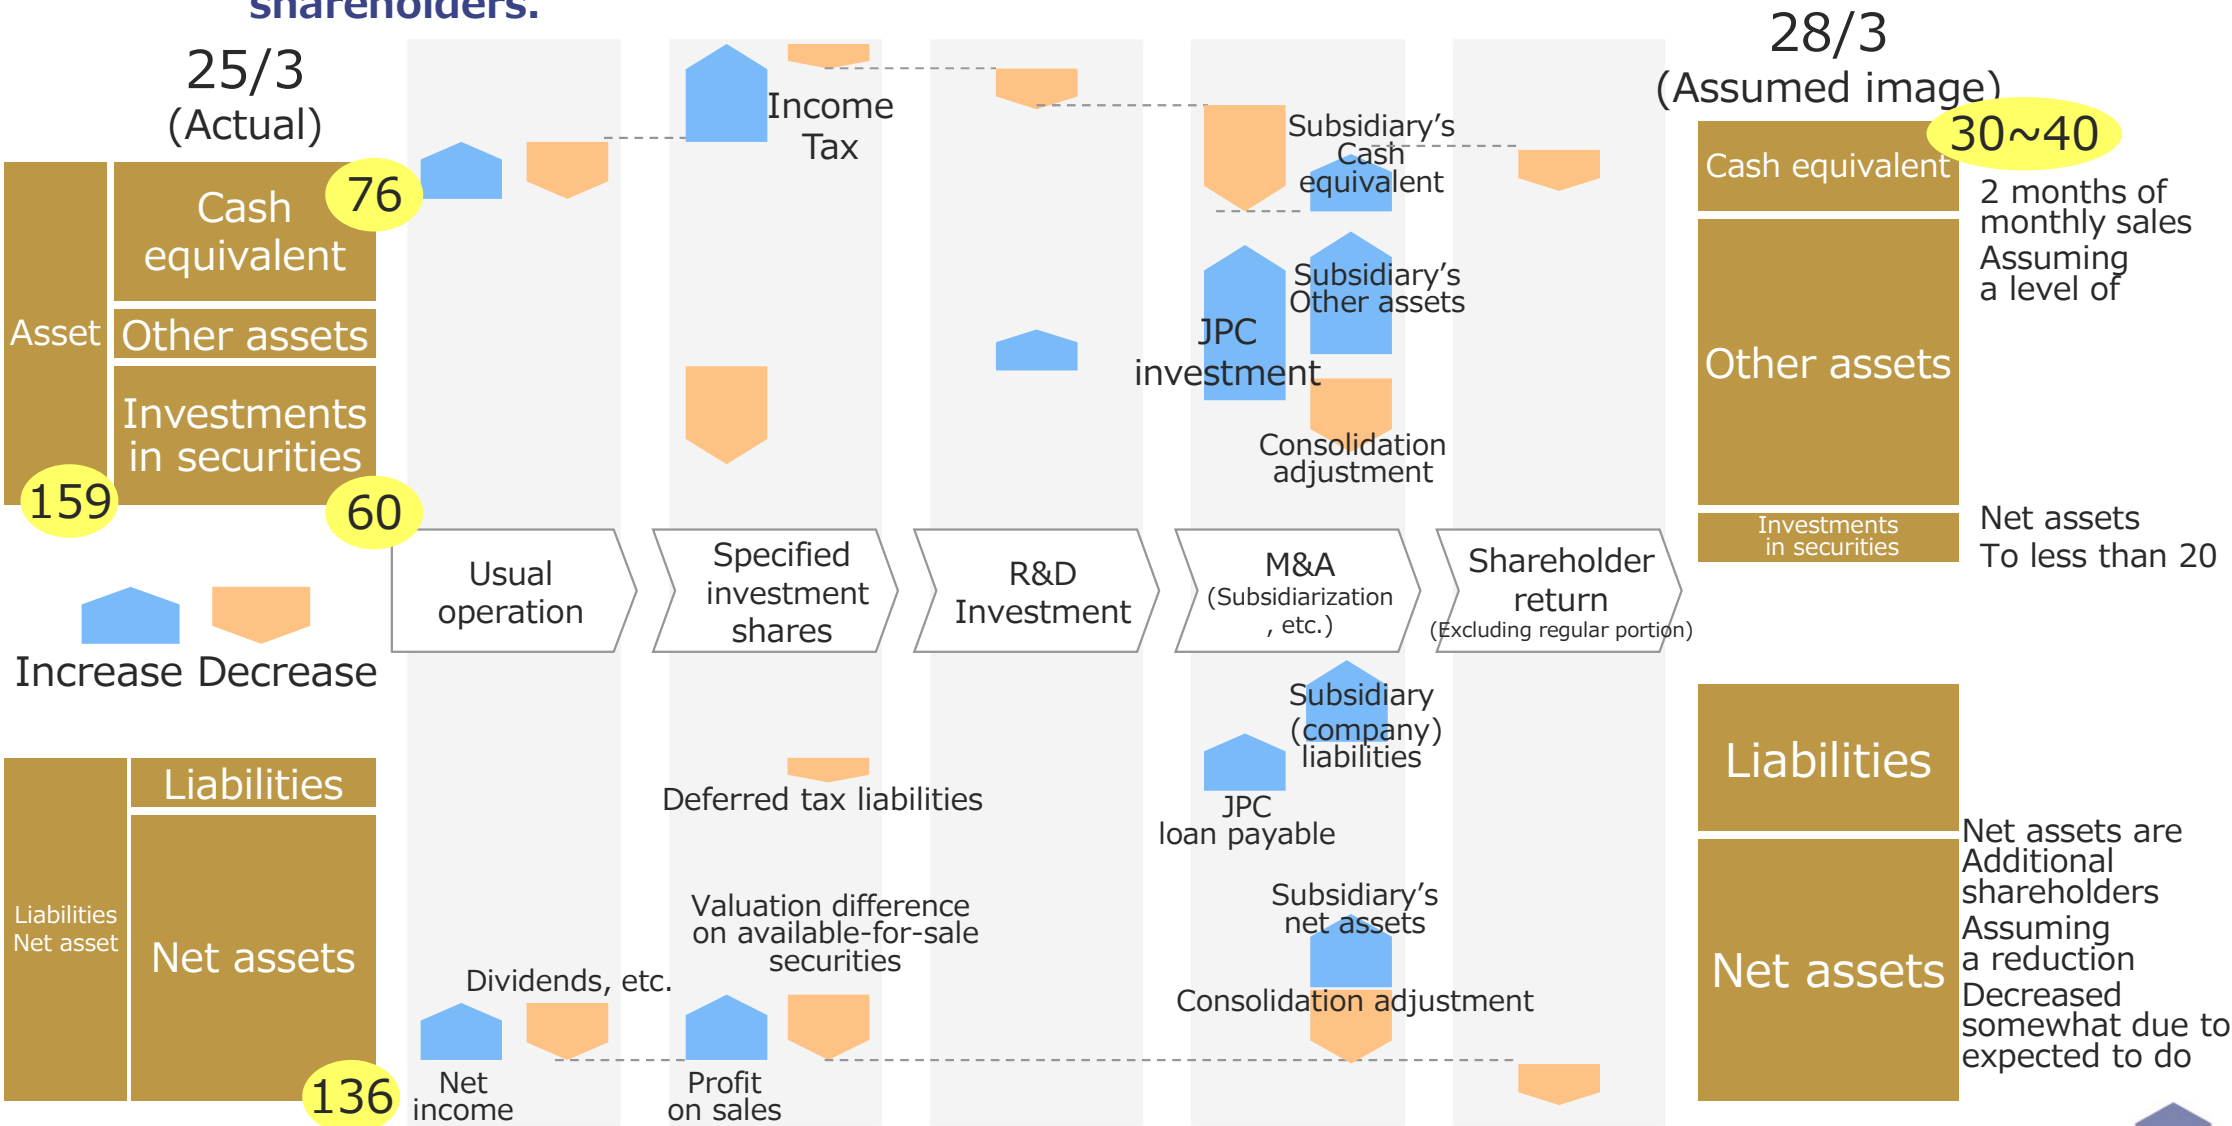 shareholders.
25/3
(Actual)
28/3
(Assumed image)
Asset
Cash
equivalent
76
Other assets
Investments
in securities
159
60
Income
Tax
Subsidiary's
Cash
equivalent
Subsidiary's
Other assets
JPC
investment
Consolidation
adjustment
Cash equivalent
30~40
2 months of
monthly sales
Assuming
a level of
Other assets
Investments
in securities
Net assets
To less than 20
Increase
Decrease
Usual
operation
Specified
investment
shares
R&D
Investment
M&A
(Subsidiarization
, etc.)
Shareholder
return
(Excluding regular portion)
Liabilities
Net asset
Liabilities
Net assets
136
Dividends, etc.
Net
income
Deferred tax liabilities
Valuation difference
on available-for-sale
securities
Profit
on sales
Subsidiary
(company)
liabilities
JPC
loan payable
Subsidiary's
net assets
Consolidation adjustment
Liabilities
Net assets
Net assets are
Additional
shareholders
Assuming
a reduction
Decreased
somewhat due to
expected to do